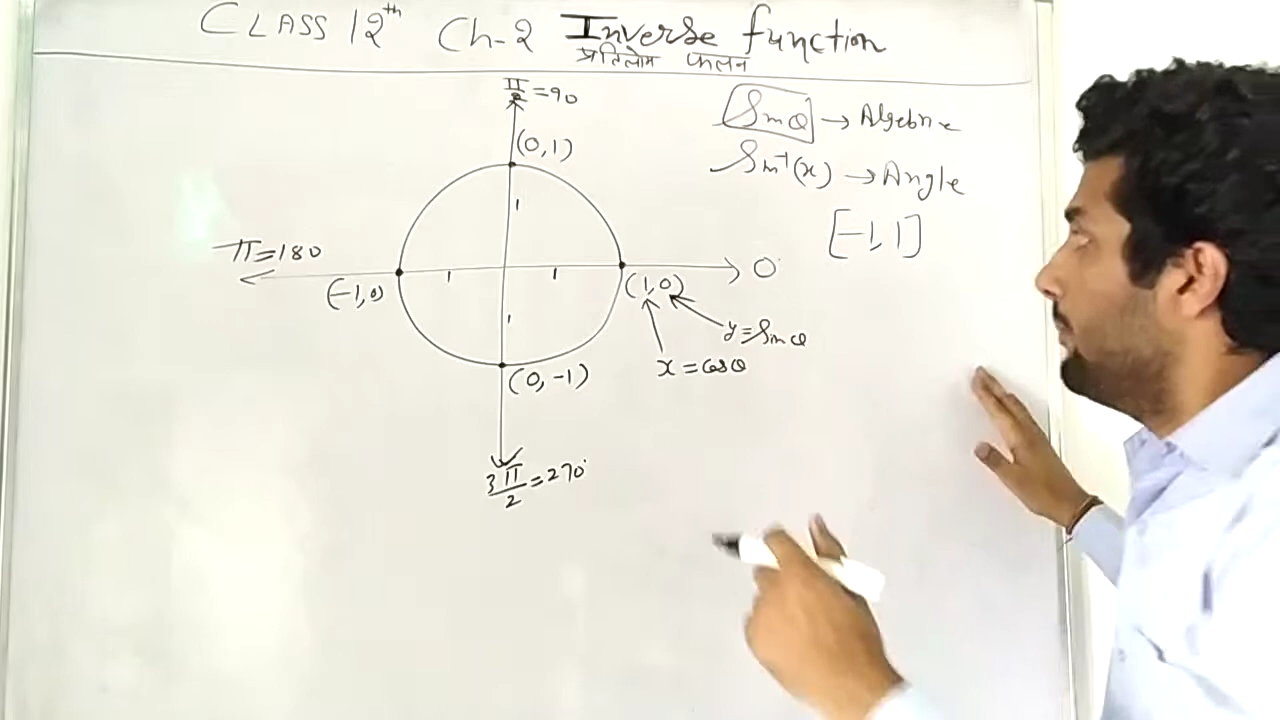 CLASS 12th Ch-2 Inverse function
प्रतिलोम फलन
π/2 = 90
Sinθ → Algebric
(0,1)
Sin⁻¹(x) → Angle
1
[-1,1]
π=180
1
1
0°
(-1,0)
(1,0)
1
y=Sinθ
x=cosθ
(0,-1)
3π/2 = 270°